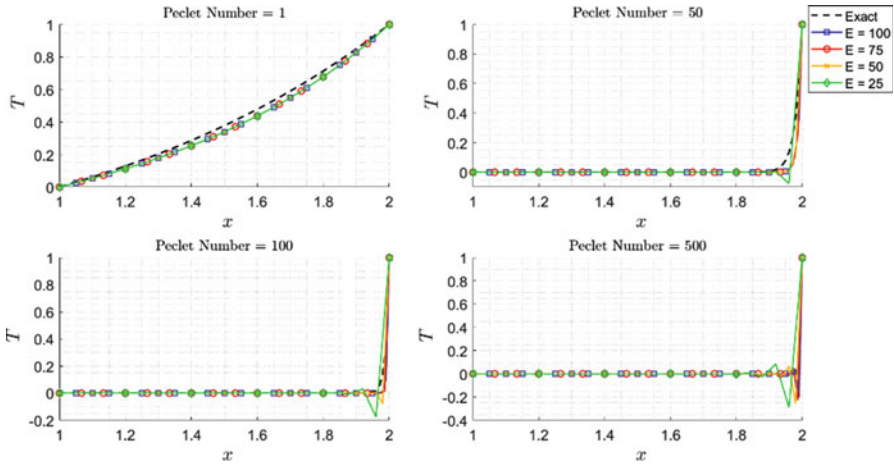 Peclet Number = 1
1
0.8
0.6
0.4
0.2
0
T
1 1.2 1.4 1.6 1.8 2
x
Peclet Number = 50
1
0.8
0.6
0.4
0.2
0
T
1 1.2 1.4 1.6 1.8 2
x
Exact
E = 100
E = 75
E = 50
E = 25
Peclet Number = 100
1
0.8
0.6
0.4
0.2
0
-0.2
T
1 1.2 1.4 1.6 1.8 2
x
Peclet Number = 500
1
0.8
0.6
0.4
0.2
0
-0.2
-0.4
T
1 1.2 1.4 1.6 1.8 2
x